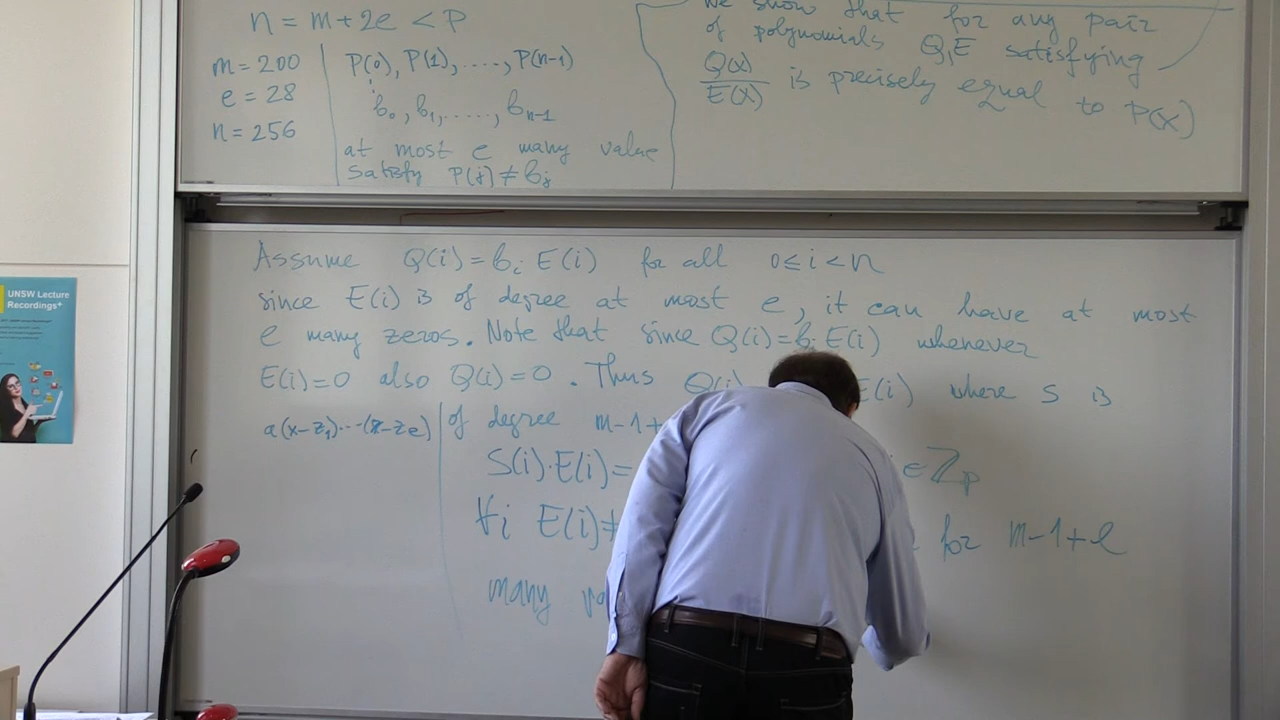 n = m + 2e < p
m = 200
e = 28
n = 256
P(0), P(1), ...., P(n-1)
b₀, b₁, ....., bₙ₋₁
at most e many value
satisfy P(j) ≠ bⱼ
We show that for any pair
of polynomials Q, E satisfying
Q(x)/E(x) is precisely equal to P(x)
Assume Q(i) = bᵢ E(i) for all 0 ≤ i < n
since E(i) is of degree at most e, it can have at most
e many zeros. Note that since Q(i) = bᵢ E(i) whenever
E(i) = 0 also Q(i) = 0. Thus Q(i) E(i) where S is
a(x-z₁)...(x-zₑ)
of degree m-1+
S(i)·E(i) = i ∈ ℤₚ
∀i E(i) ≠ for m-1+e
many
UNSW Lecture
Recordings+